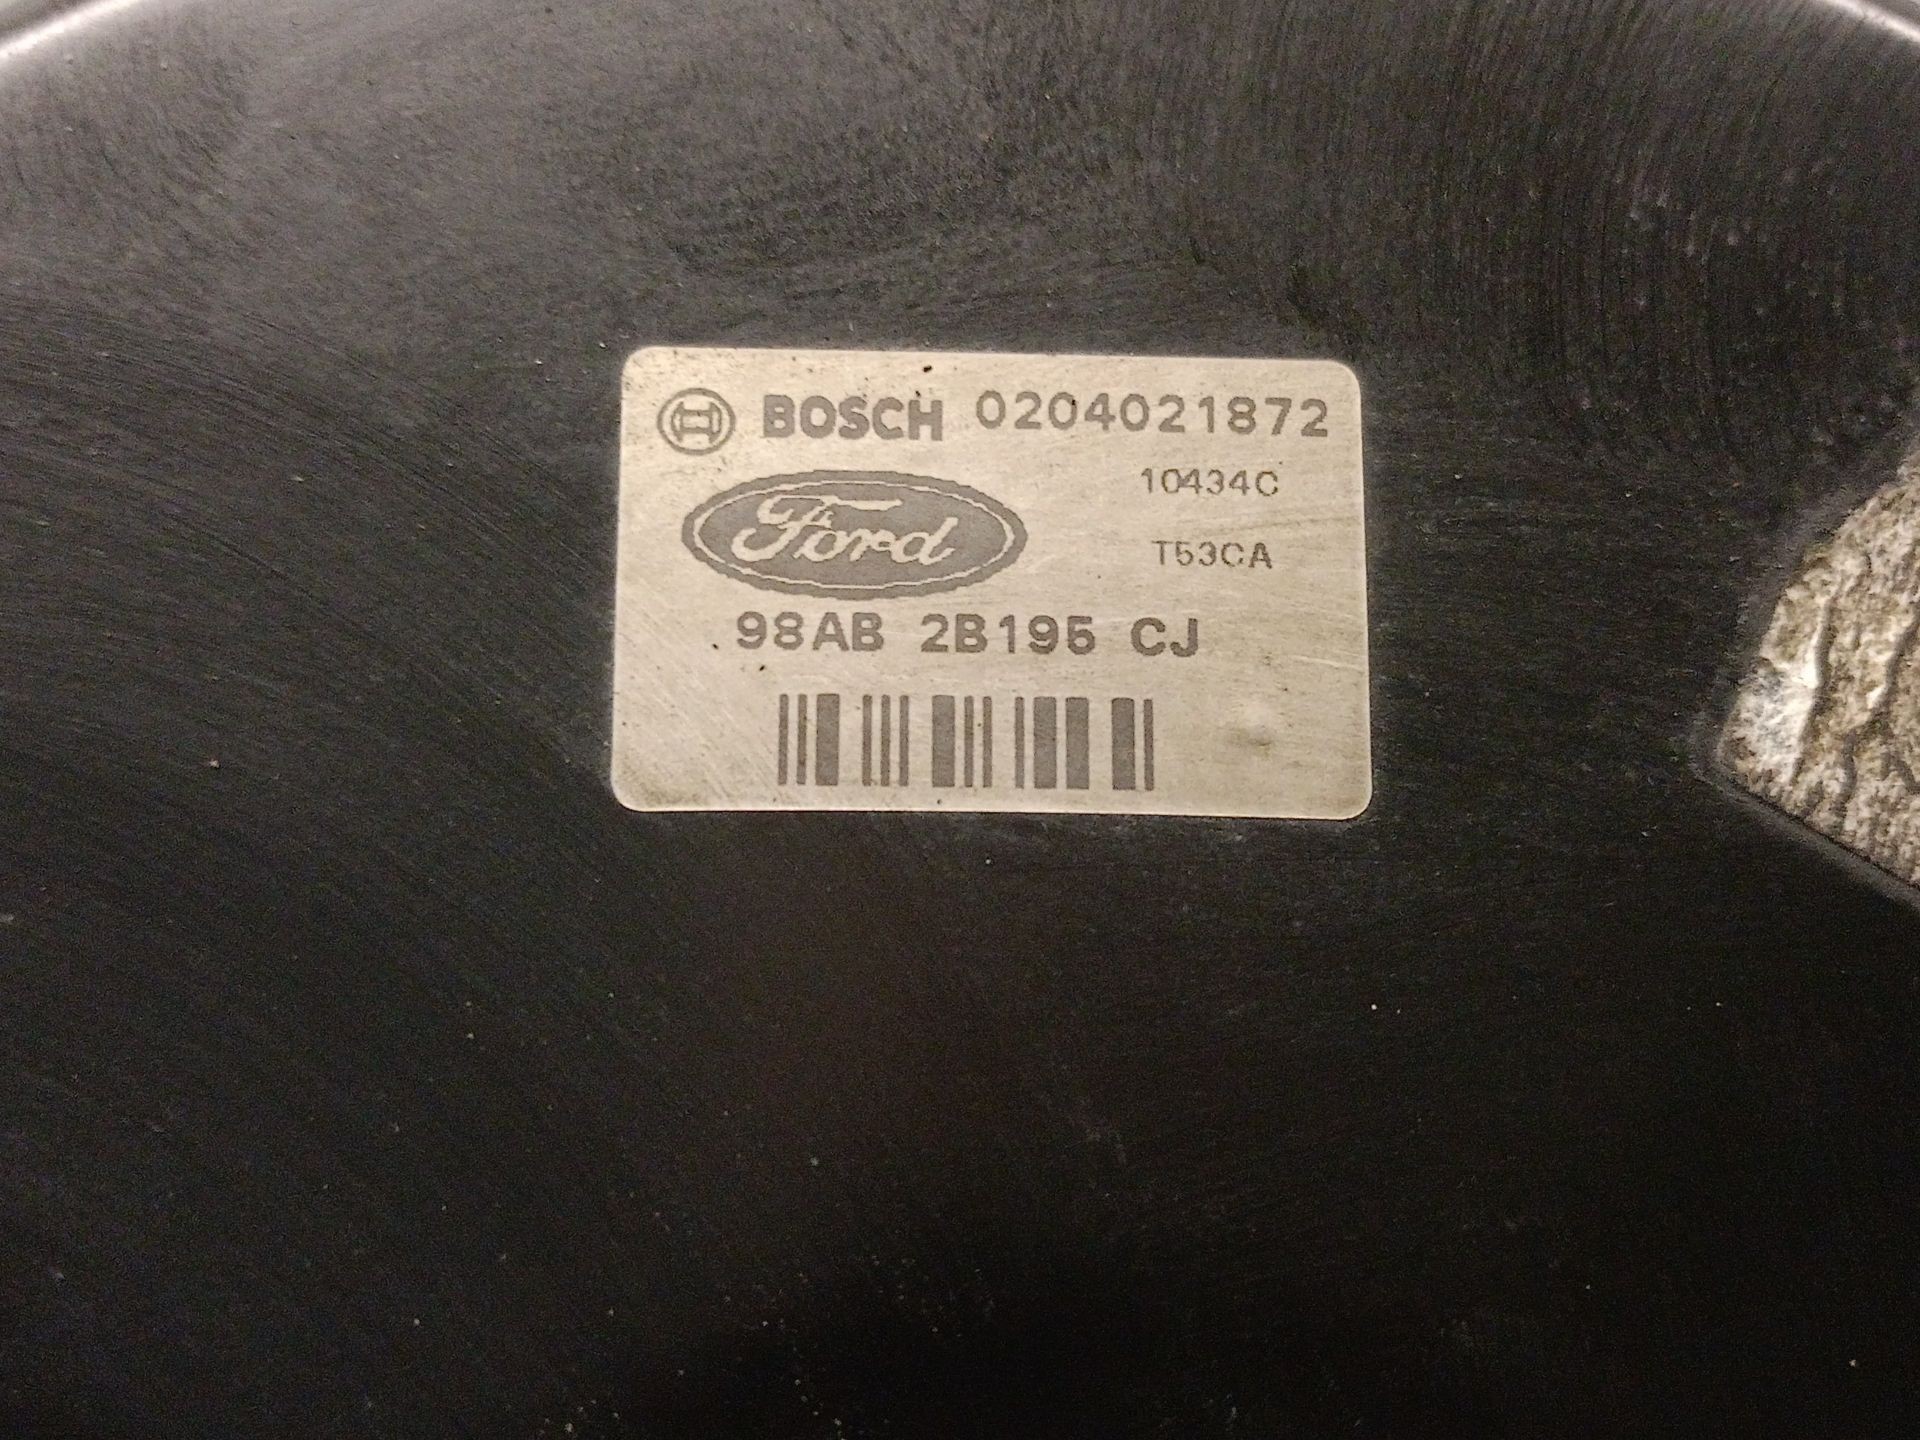 BOSCH 0204021872
10434C
Ford
T53CA
98AB 2B195 CJ